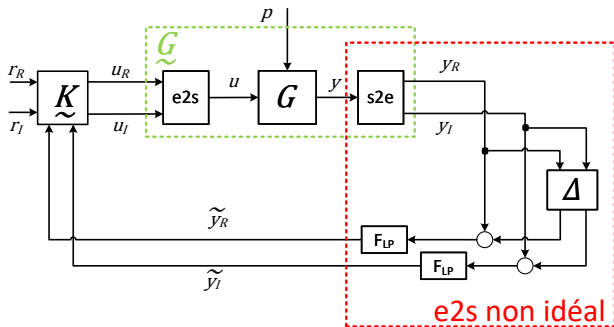 p
G̰
r_R
u_R
y_R
K̰
e2s
u
G
y
s2e
r_I
u_I
y_I
Δ
ỹ_R
F_LP
ỹ_I
F_LP
e2s non idéal